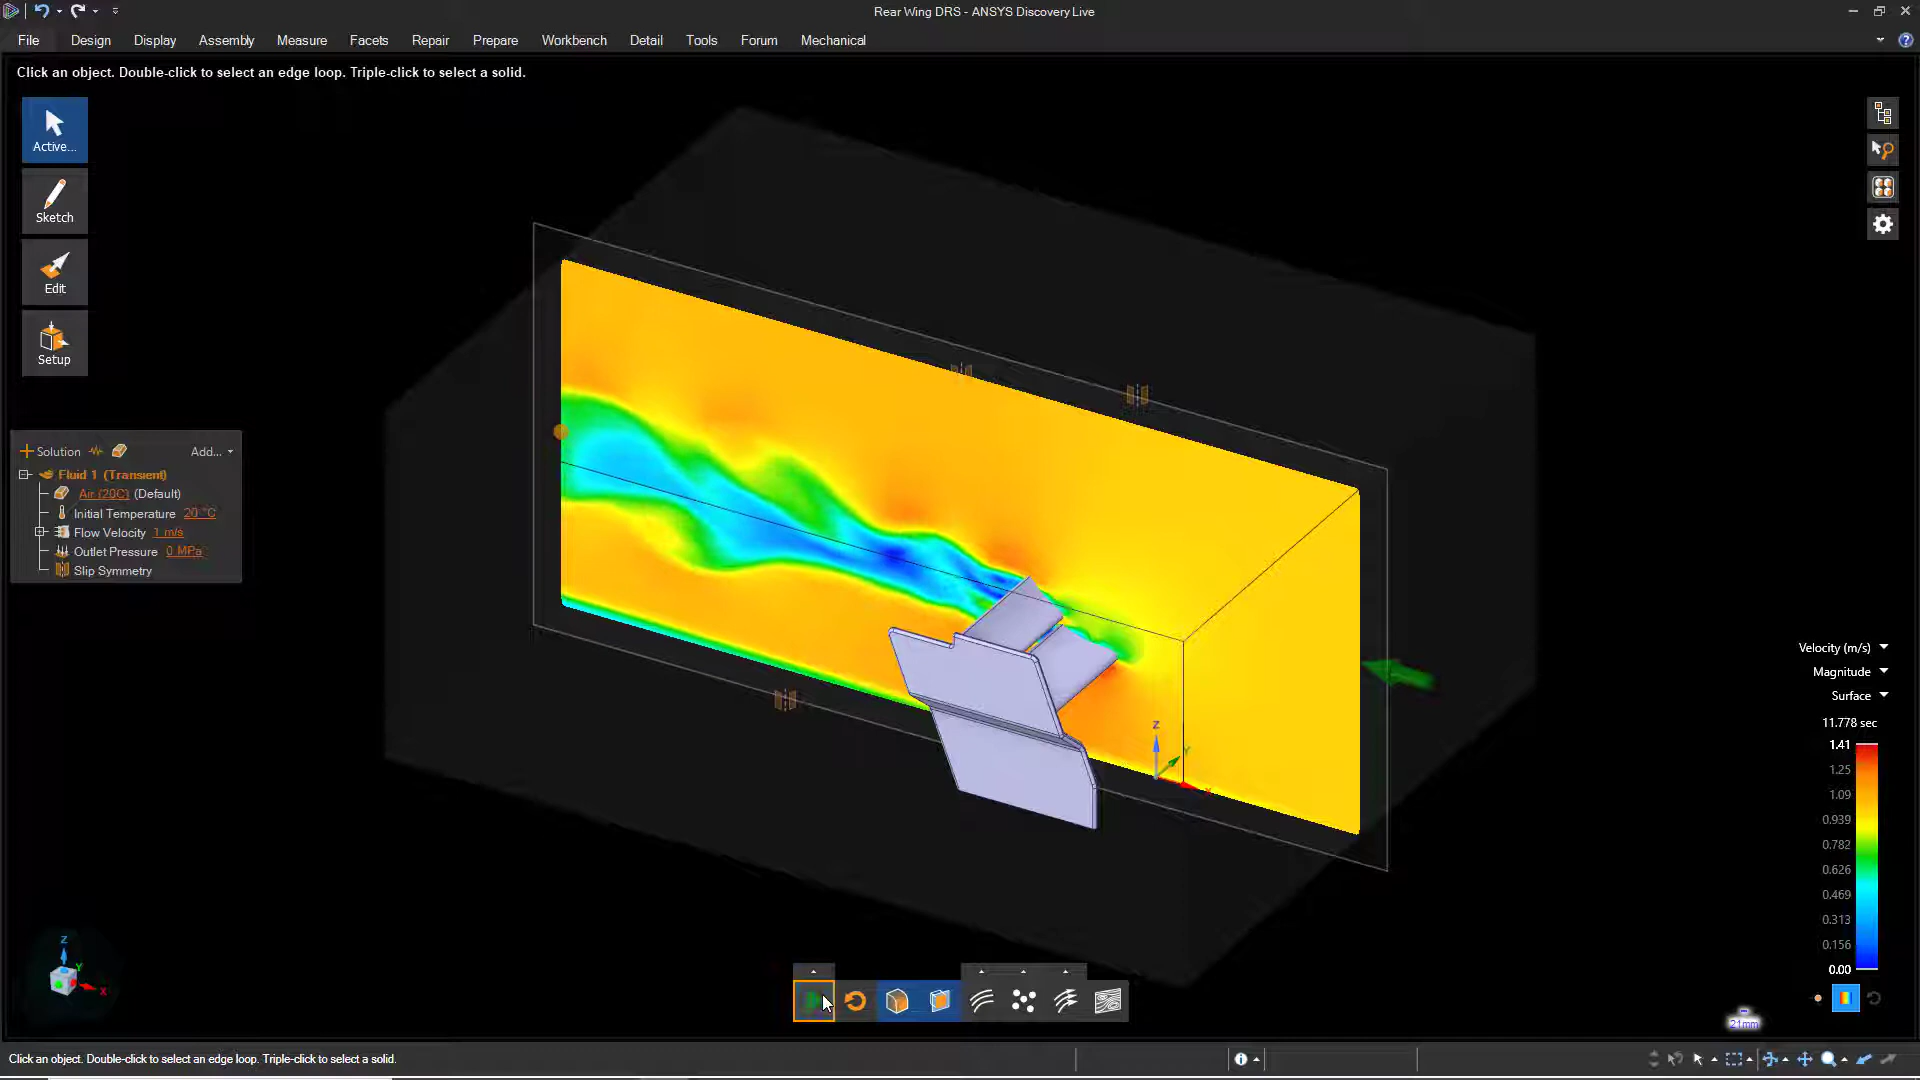 Rear Wing DRS - ANSYS Discovery Live
File Design Display Assembly Measure Facets Repair Prepare Workbench Detail Tools Forum Mechanical
Click an object. Double-click to select an edge loop. Triple-click to select a solid.
Active...
Sketch
Edit
Setup
Solution Add...
Fluid 1 (Transient)
Air (20C) (Default)
Initial Temperature 20 °C
Flow Velocity 1 m/s
Outlet Pressure 0 MPa
Slip Symmetry
Velocity (m/s)
Magnitude
Surface
11.778 sec
1.41
1.25
1.09
0.939
0.782
0.626
0.469
0.313
0.156
0.00
Z
Y
X
Z
Y
X
21mm
Click an object. Double-click to select an edge loop. Triple-click to select a solid.